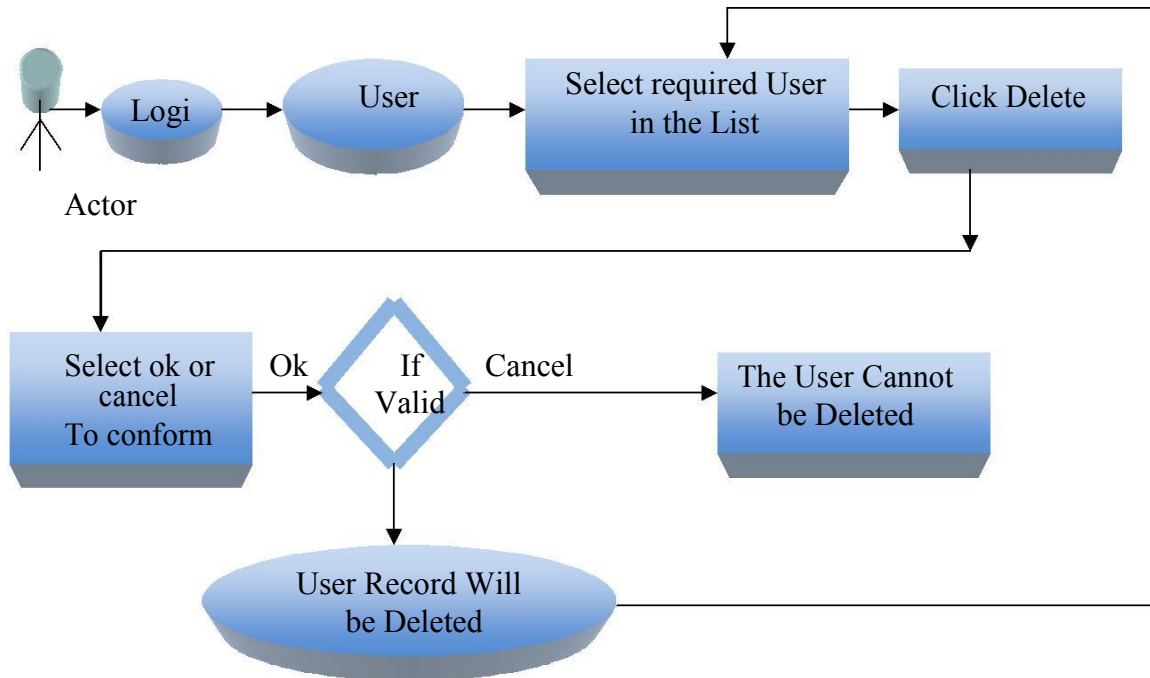 Logi
User
Select required User
in the List
Click Delete
Actor
Select ok or
cancel
To conform
Ok
If
Valid
Cancel
The User Cannot
be Deleted
User Record Will
be Deleted